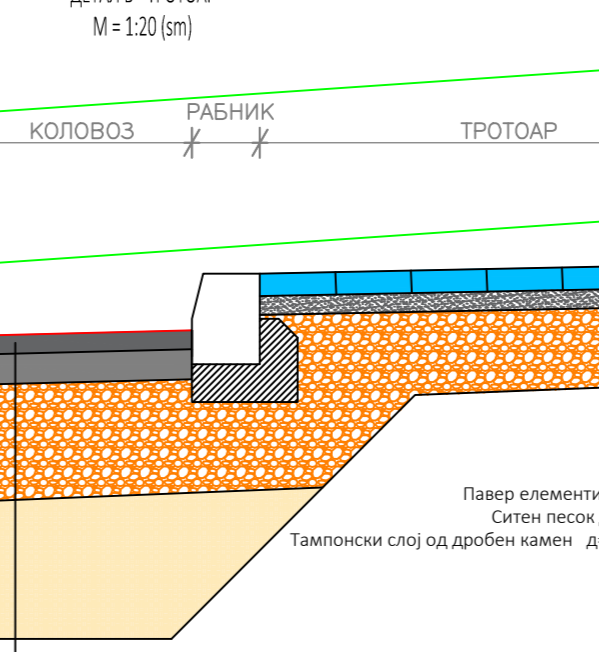 M = 1:20 (sm)
РАБНИК
КОЛОВОЗ
ТРОТОАР
Павер елементи
Ситен песок
Тампонски слој од дробен камен